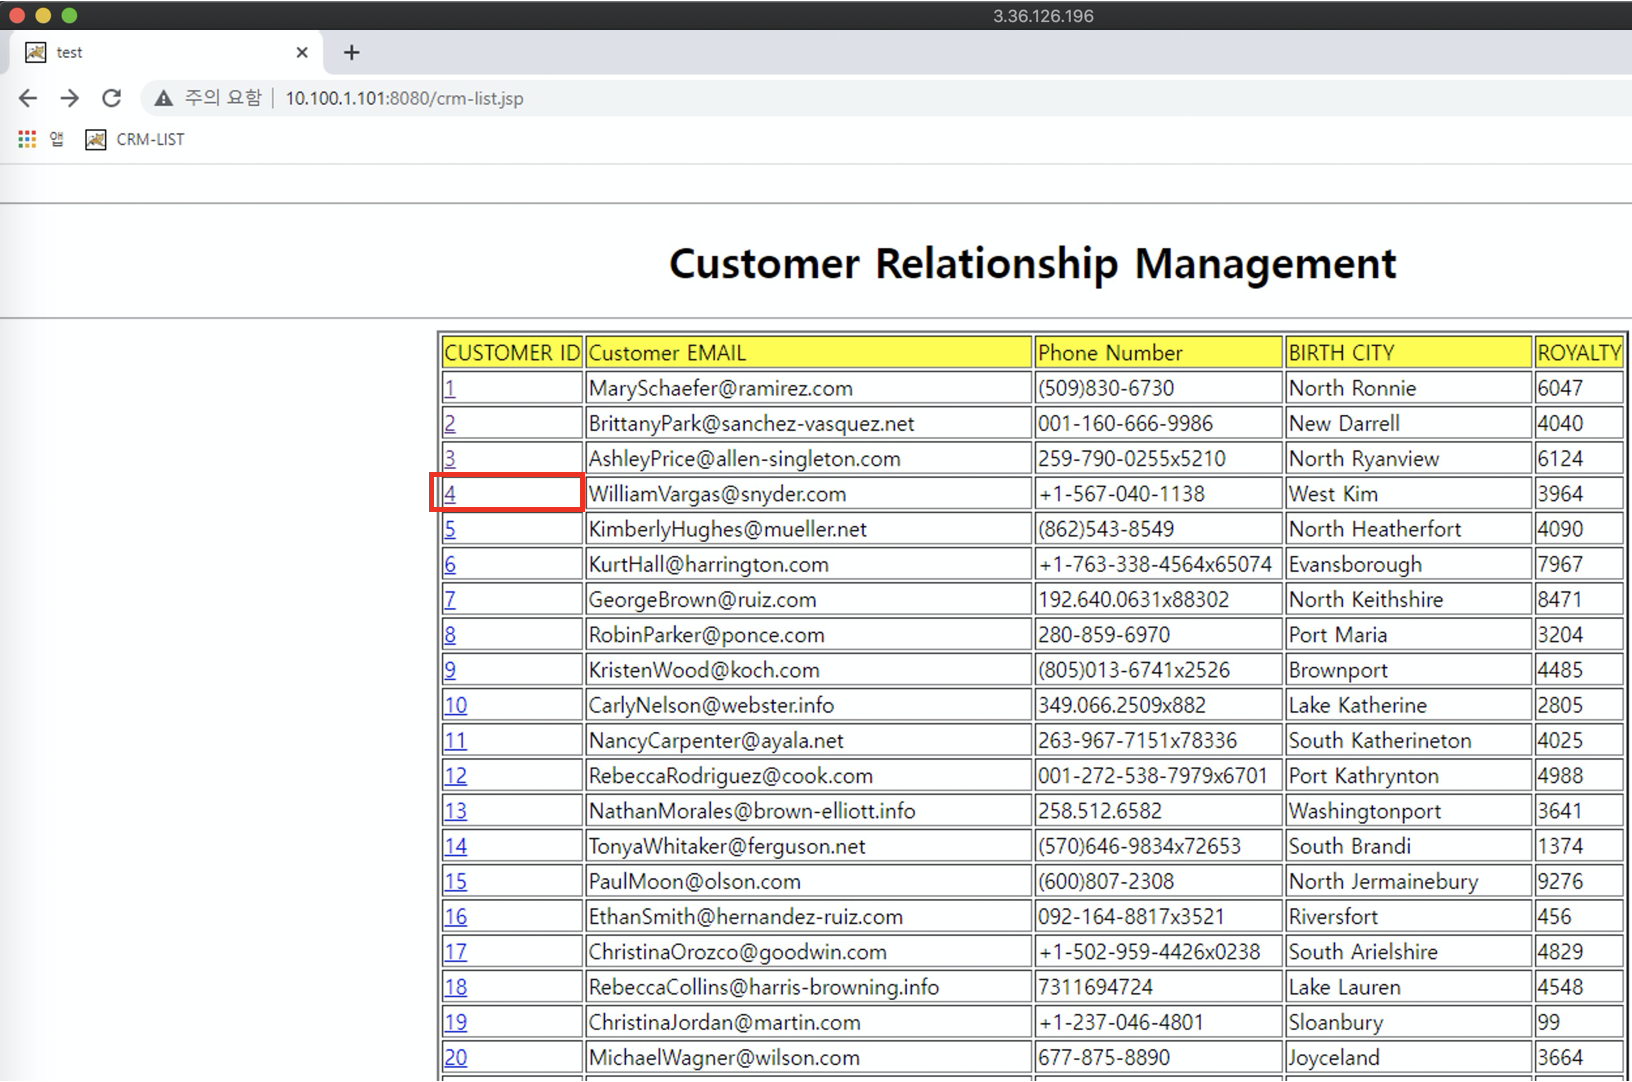 3.36.126.196
test
주의 요함 10.100.1.101:8080/crm-list.jsp
앱 CRM-LIST
Customer Relationship Management
CUSTOMER ID Customer EMAIL Phone Number BIRTH CITY ROYALTY
1 MarySchaefer@ramirez.com (509)830-6730 North Ronnie 6047
2 BrittanyPark@sanchez-vasquez.net 001-160-666-9986 New Darrell 4040
3 AshleyPrice@allen-singleton.com 259-790-0255x5210 North Ryanview 6124
4 WilliamVargas@snyder.com +1-567-040-1138 West Kim 3964
5 KimberlyHughes@mueller.net (862)543-8549 North Heatherfort 4090
6 KurtHall@harrington.com +1-763-338-4564x65074 Evansborough 7967
7 GeorgeBrown@ruiz.com 192.640.0631x88302 North Keithshire 8471
8 RobinParker@ponce.com 280-859-6970 Port Maria 3204
9 KristenWood@koch.com (805)013-6741x2526 Brownport 4485
10 CarlyNelson@webster.info 349.066.2509x882 Lake Katherine 2805
11 NancyCarpenter@ayala.net 263-967-7151x78336 South Katherineton 4025
12 RebeccaRodriguez@cook.com 001-272-538-7979x6701 Port Kathrynton 4988
13 NathanMorales@brown-elliott.info 258.512.6582 Washingtonport 3641
14 TonyaWhitaker@ferguson.net (570)646-9834x72653 South Brandi 1374
15 PaulMoon@olson.com (600)807-2308 North Jermainebury 9276
16 EthanSmith@hernandez-ruiz.com 092-164-8817x3521 Riversfort 456
17 ChristinaOrozco@goodwin.com +1-502-959-4426x0238 South Arielshire 4829
18 RebeccaCollins@harris-browning.info 7311694724 Lake Lauren 4548
19 ChristinaJordan@martin.com +1-237-046-4801 Sloanbury 99
20 MichaelWagner@wilson.com 677-875-8890 Joyceland 3664